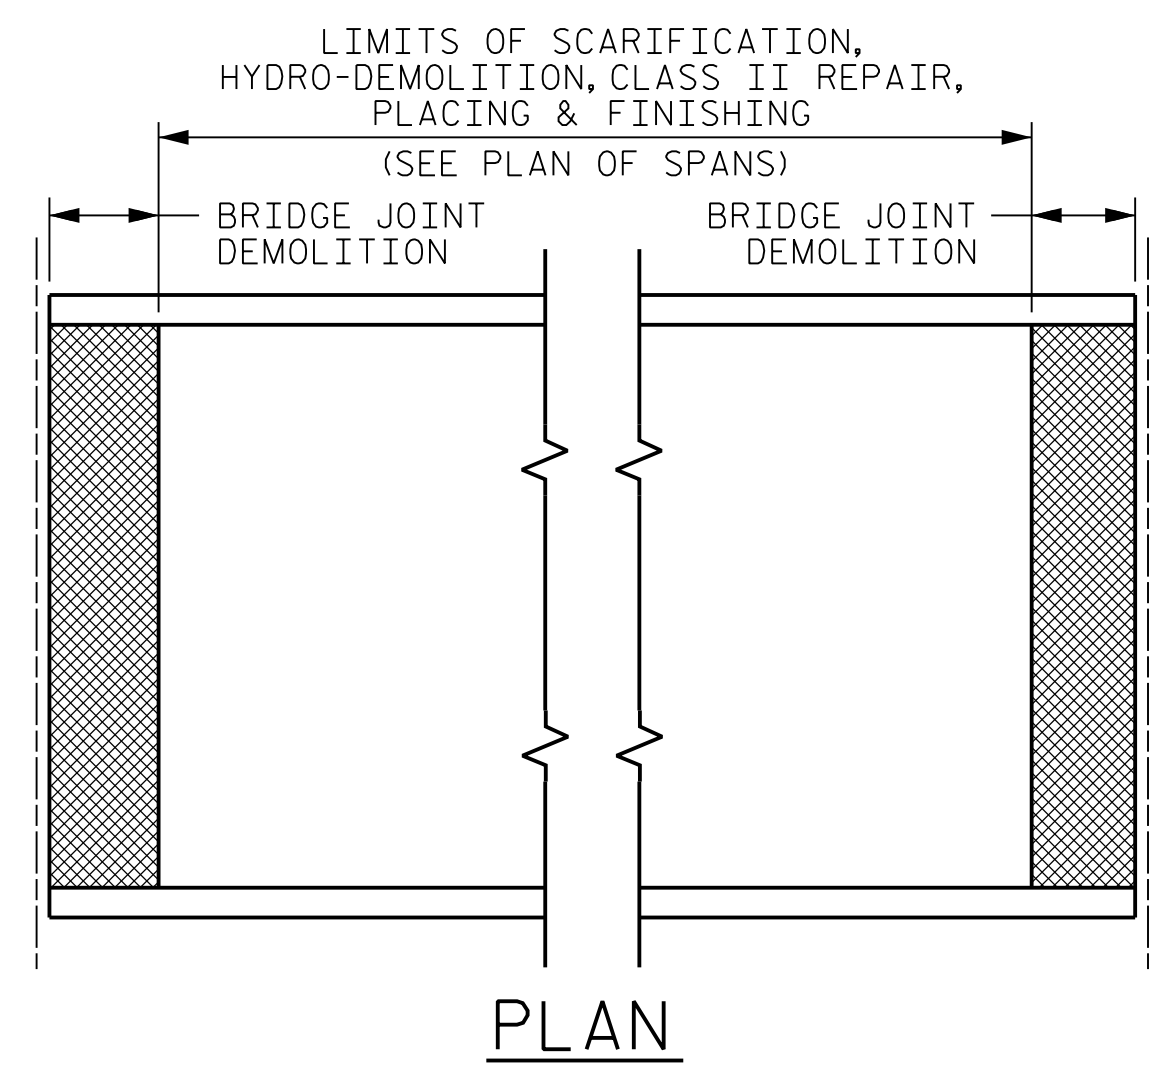 LIMITS OF SCARIFICATION,
HYDRO-DEMOLITION, CLASS II REPAIR,
PLACING & FINISHING
(SEE PLAN OF SPANS)
BRIDGE JOINT
DEMOLITION
BRIDGE JOINT
DEMOLITION
PLAN